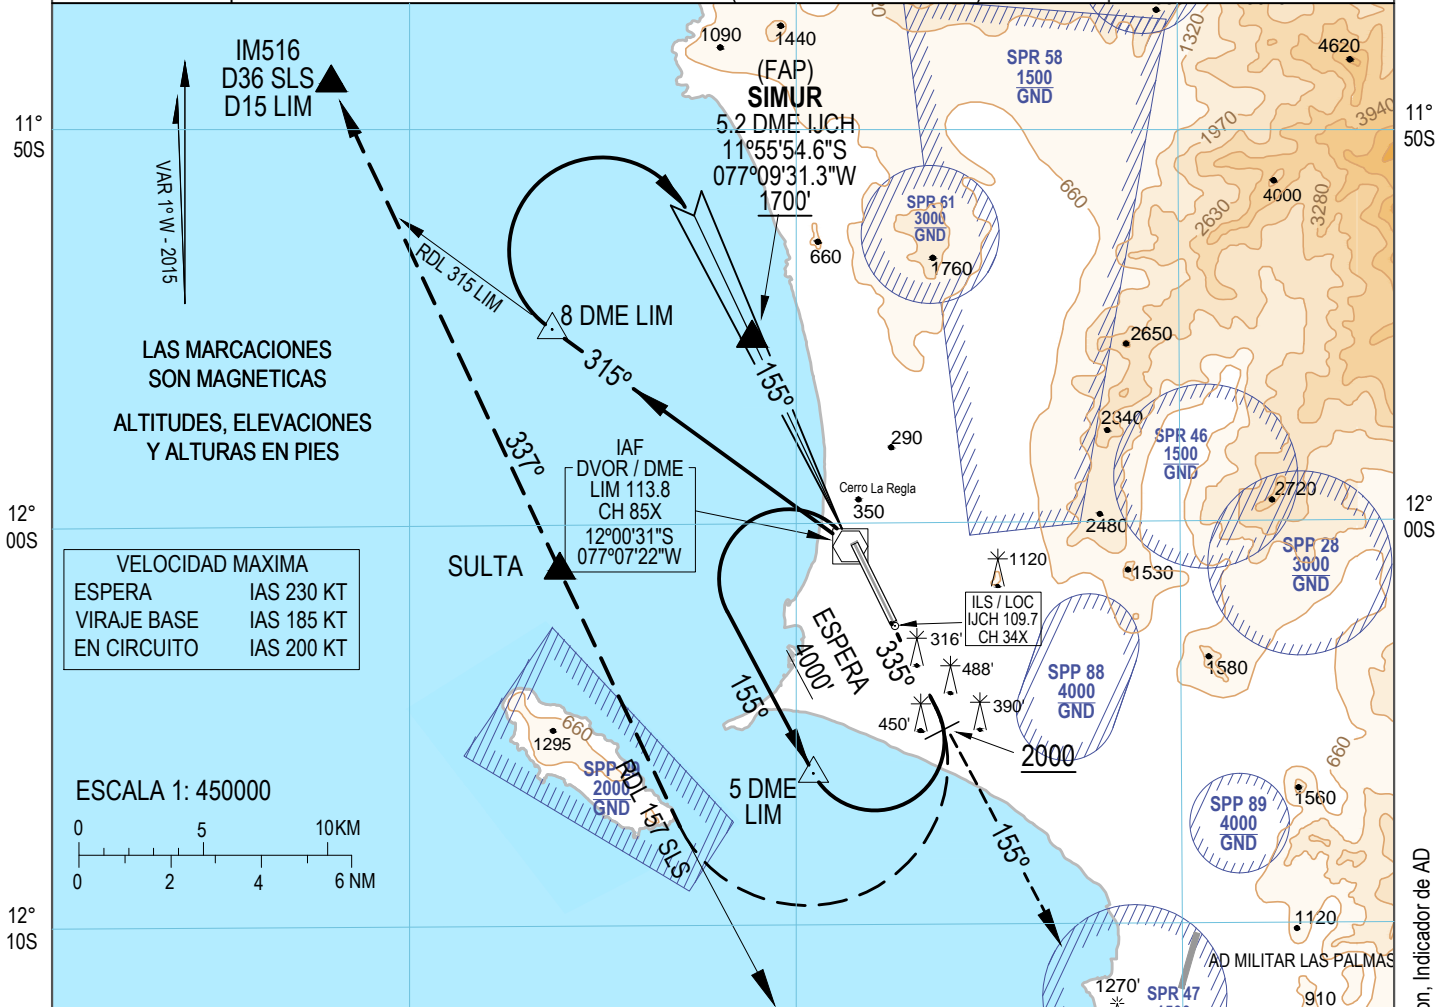 IM516
D36 SLS
D15 LIM
VAR 1° W - 2015
LAS MARCACIONES
SON MAGNETICAS
ALTITUDES, ELEVACIONES
Y ALTURAS EN PIES
11°
50S
12°
00S
12°
10S
VELOCIDAD MAXIMA
ESPERA IAS 230 KT
VIRAJE BASE IAS 185 KT
EN CIRCUITO IAS 200 KT
ESCALA 1: 450000
0 5 10KM
0 2 4 6 NM
RDL 315 LIM
8 DME LIM
315º
337º
SULTA
IAF
DVOR / DME
LIM 113.8
CH 85X
12°00'31"S
077°07'22"W
(FAP)
SIMUR
5.2 DME IJCH
11°55'54.6"S
077°09'31.3"W
1700'
155º
1090
1440
660
290
Cerro La Regla
350
ESPERA
4000'
155º
5 DME
LIM
335º
ILS / LOC
IJCH 109.7
CH 34X
1120
316'
488'
450'
390'
2000
155º
660
1295
2000
GND
RDL 157 SLS
SPR 58
1500
GND
SPR 61
3000
GND
1760
660
1320
1970
2630
3280
3940
4620
4000
2650
2340
SPR 46
1500
GND
2720
2480
1530
SPP 28
3000
GND
1580
SPP 88
4000
GND
SPP 89
4000
GND
660
1560
1120
AD MILITAR LAS PALMAS
1270'
SPR 47
910
11°
50S
12°
00S
Indicador de AD